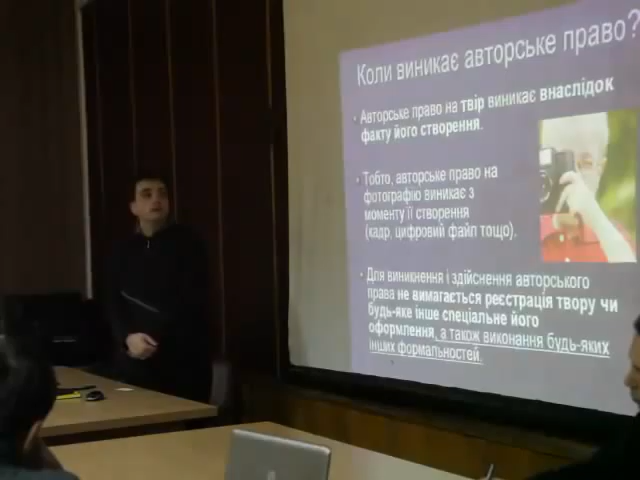 Коли виникає авторське право?
Авторське право на твір виникає внаслідок
факту його створення.
Тобто, авторське право на
фотографію виникає з
моменту її створення
(кадр, цифровий файл тощо).
Для виникнення і здійснення авторського
права не вимагається реєстрація твору чи
будь-яке інше спеціальне його
оформлення, а також виконання будь-яких
інших формальностей.